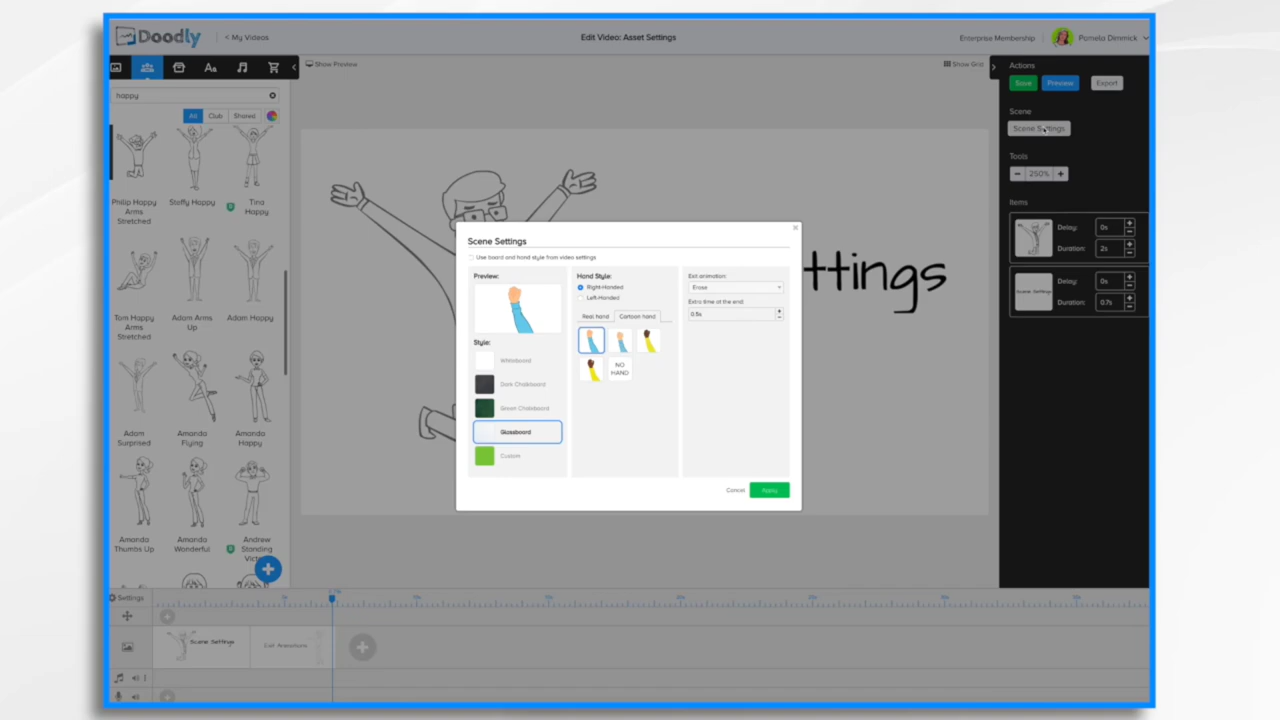 Doodly
< My Videos
Edit Video: Asset Settings
Enterprise Membership
Pamela Dimmick
Show Preview
Show Grid
Actions
Save
Preview
Export
happy
All
Club
Shared
Scene
Scene Settings
Tools
250%
Items
Delay:
0s
Duration:
2s
Delay:
0s
Scene Settings
Duration:
0.7s
Philip Happy
Arms
Stretched
Steffy Happy
Tina
Happy
Tom Happy
Arms
Stretched
Adam Arms
Up
Adam Happy
Adam
Surprised
Amanda
Flying
Amanda
Happy
Amanda
Thumbs Up
Amanda
Wonderful
Andrew
Standing
ttings
Scene Settings
Use board and hand style from video settings
Preview:
Style:
Whiteboard
Dark Chalkboard
Green Chalkboard
Glassboard
Custom
Hand Style:
Right-Handed
Left-Handed
Real hand
Cartoon hand
NO
HAND
Exit animation:
Erase
Extra time at the end:
0.5s
Cancel
Apply
Settings
Scene Settings
Exit Animations